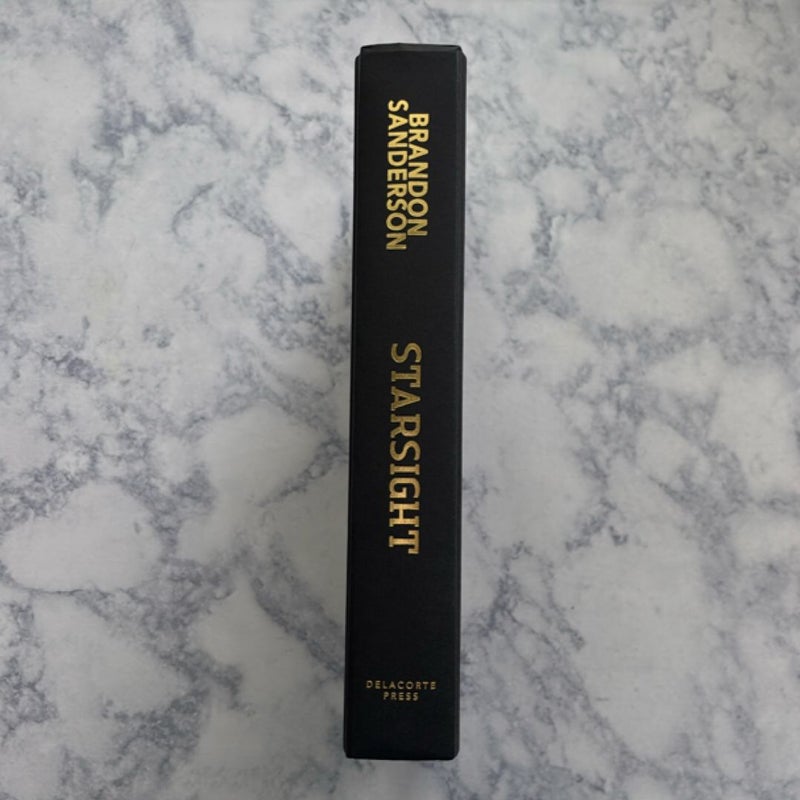 BRANDON
SANDERSON
STARSIGHT
DELACORTE
PRESS